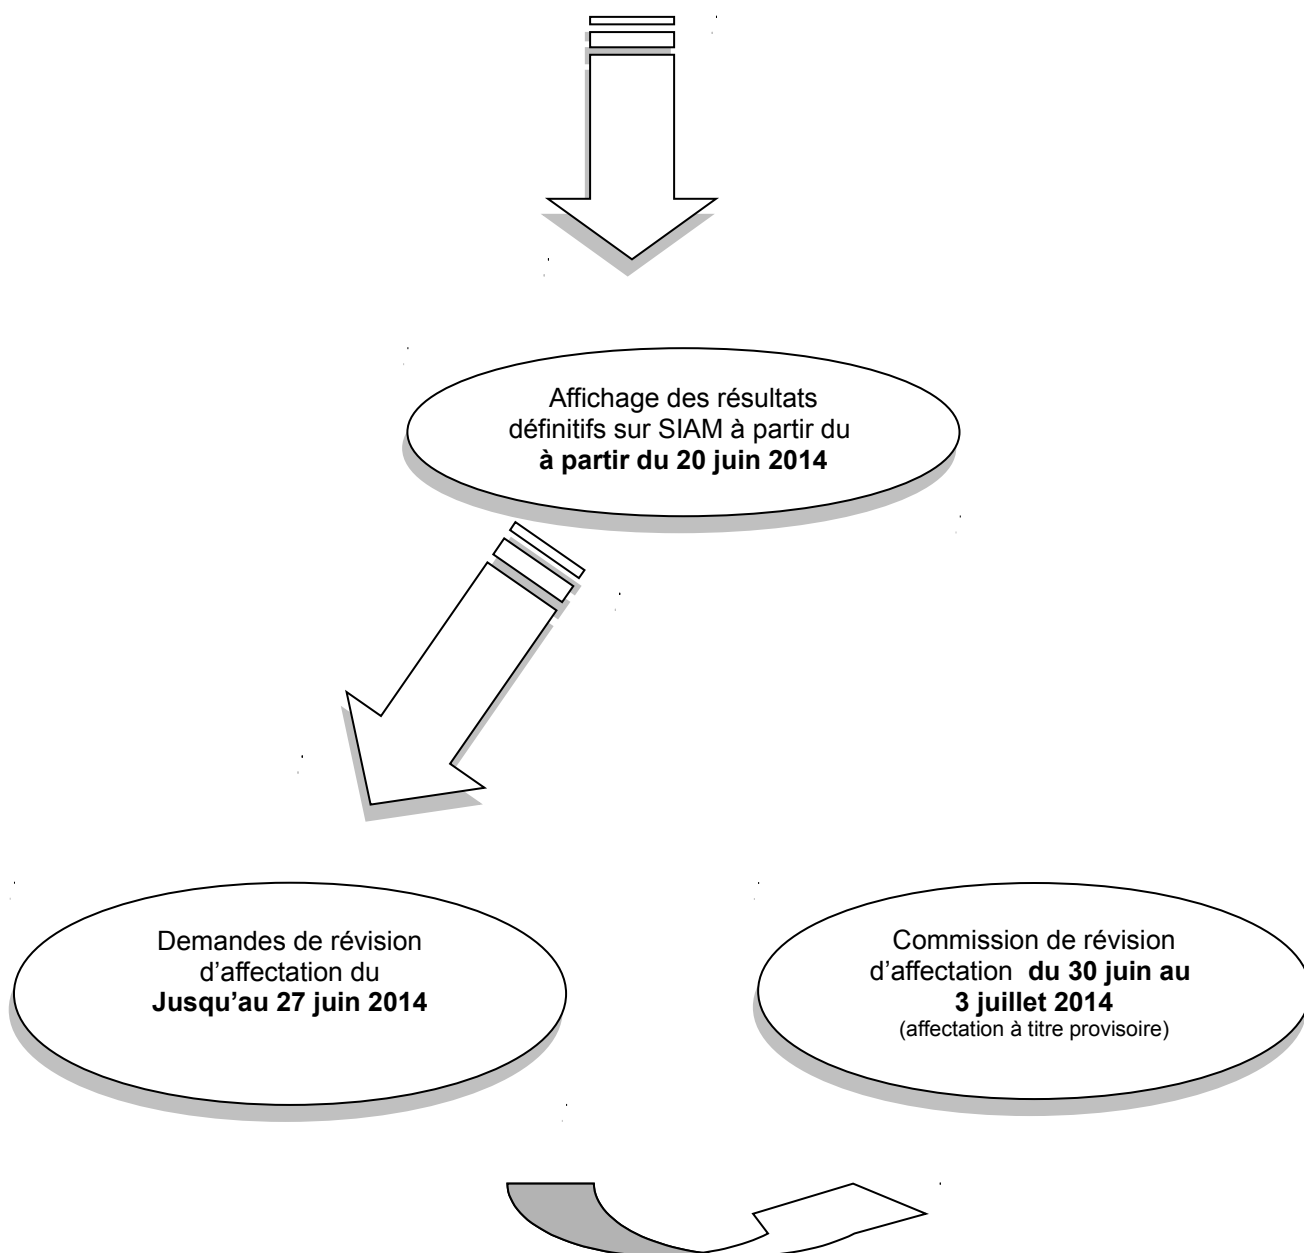 Affichage des résultats
définitifs sur SIAM à partir du
à partir du 20 juin 2014
Demandes de révision
d’affectation du
Jusqu’au 27 juin 2014
Commission de révision
d’affectation du 30 juin au
3 juillet 2014
(affectation à titre provisoire)